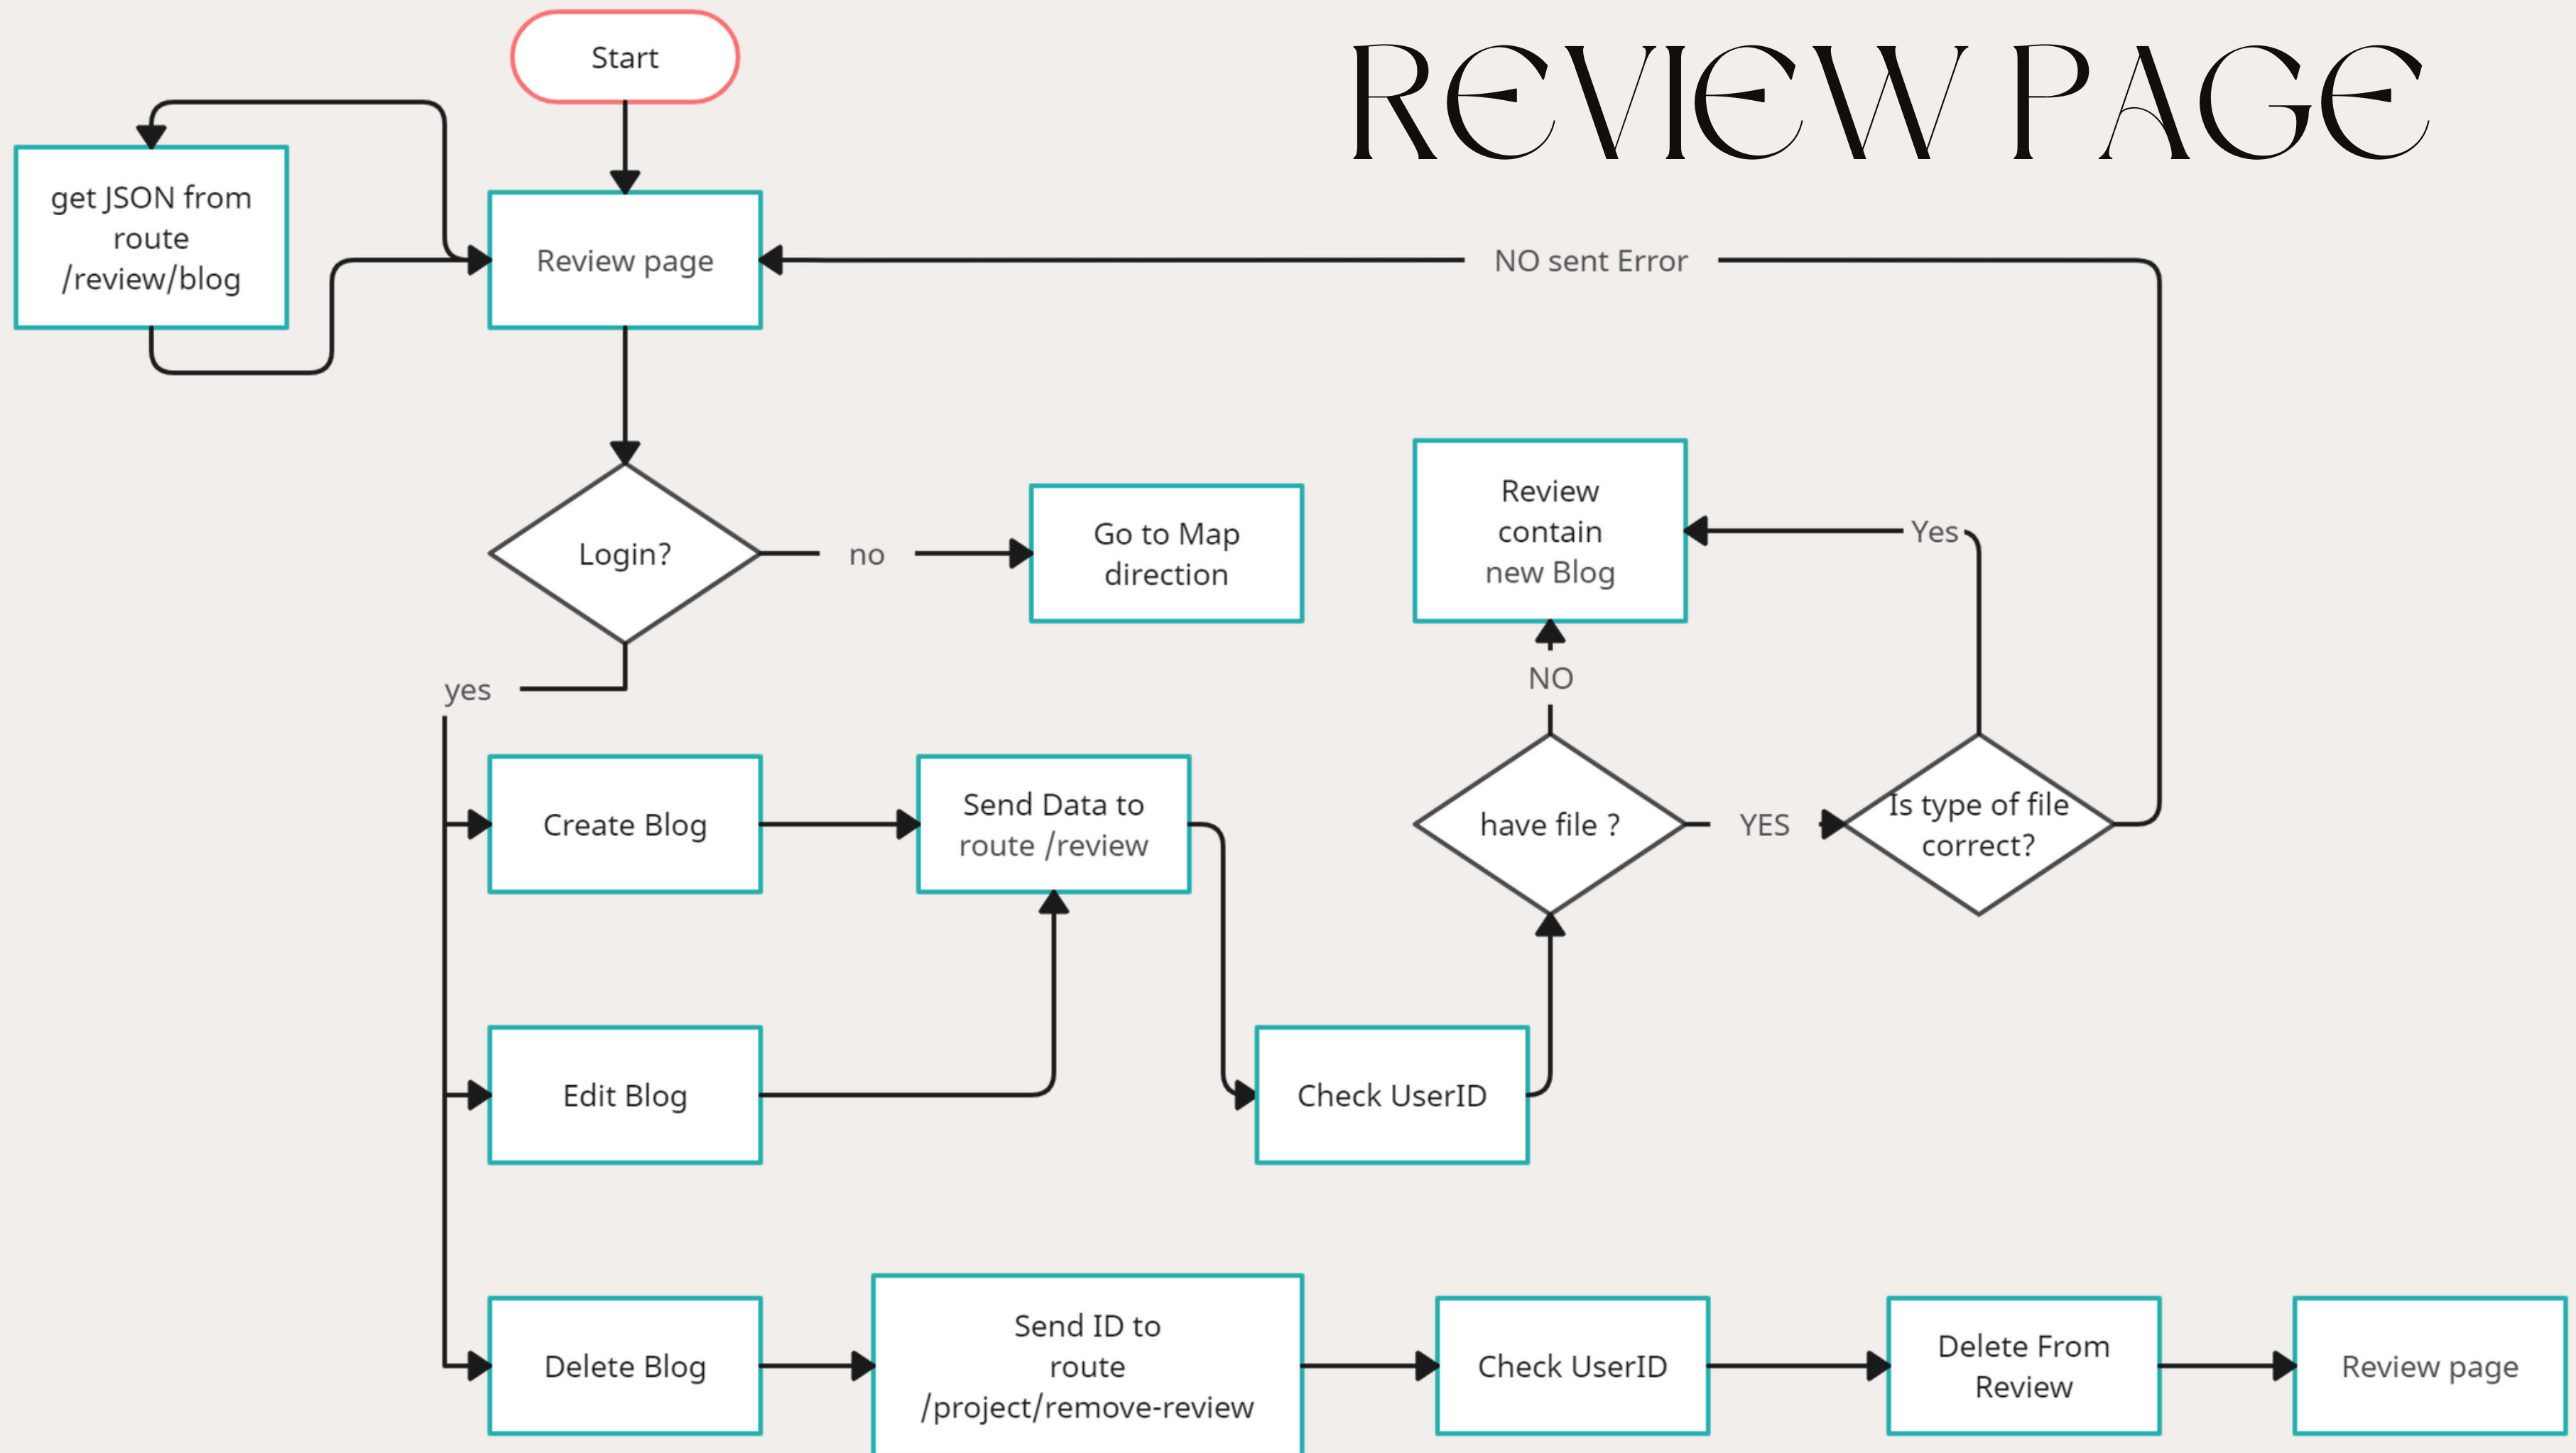 Start
REVIEW PAGE
get JSON from
route
/review/blog
Review page
NO sent Error
Login?
no
Go to Map
direction
Review
contain
new Blog
Yes
NO
yes
Create Blog
Send Data to
route /review
have file ?
YES
Is type of file
correct?
Edit Blog
Check UserID
Delete Blog
Send ID to
route
/project/remove-review
Check UserID
Delete From
Review
Review page